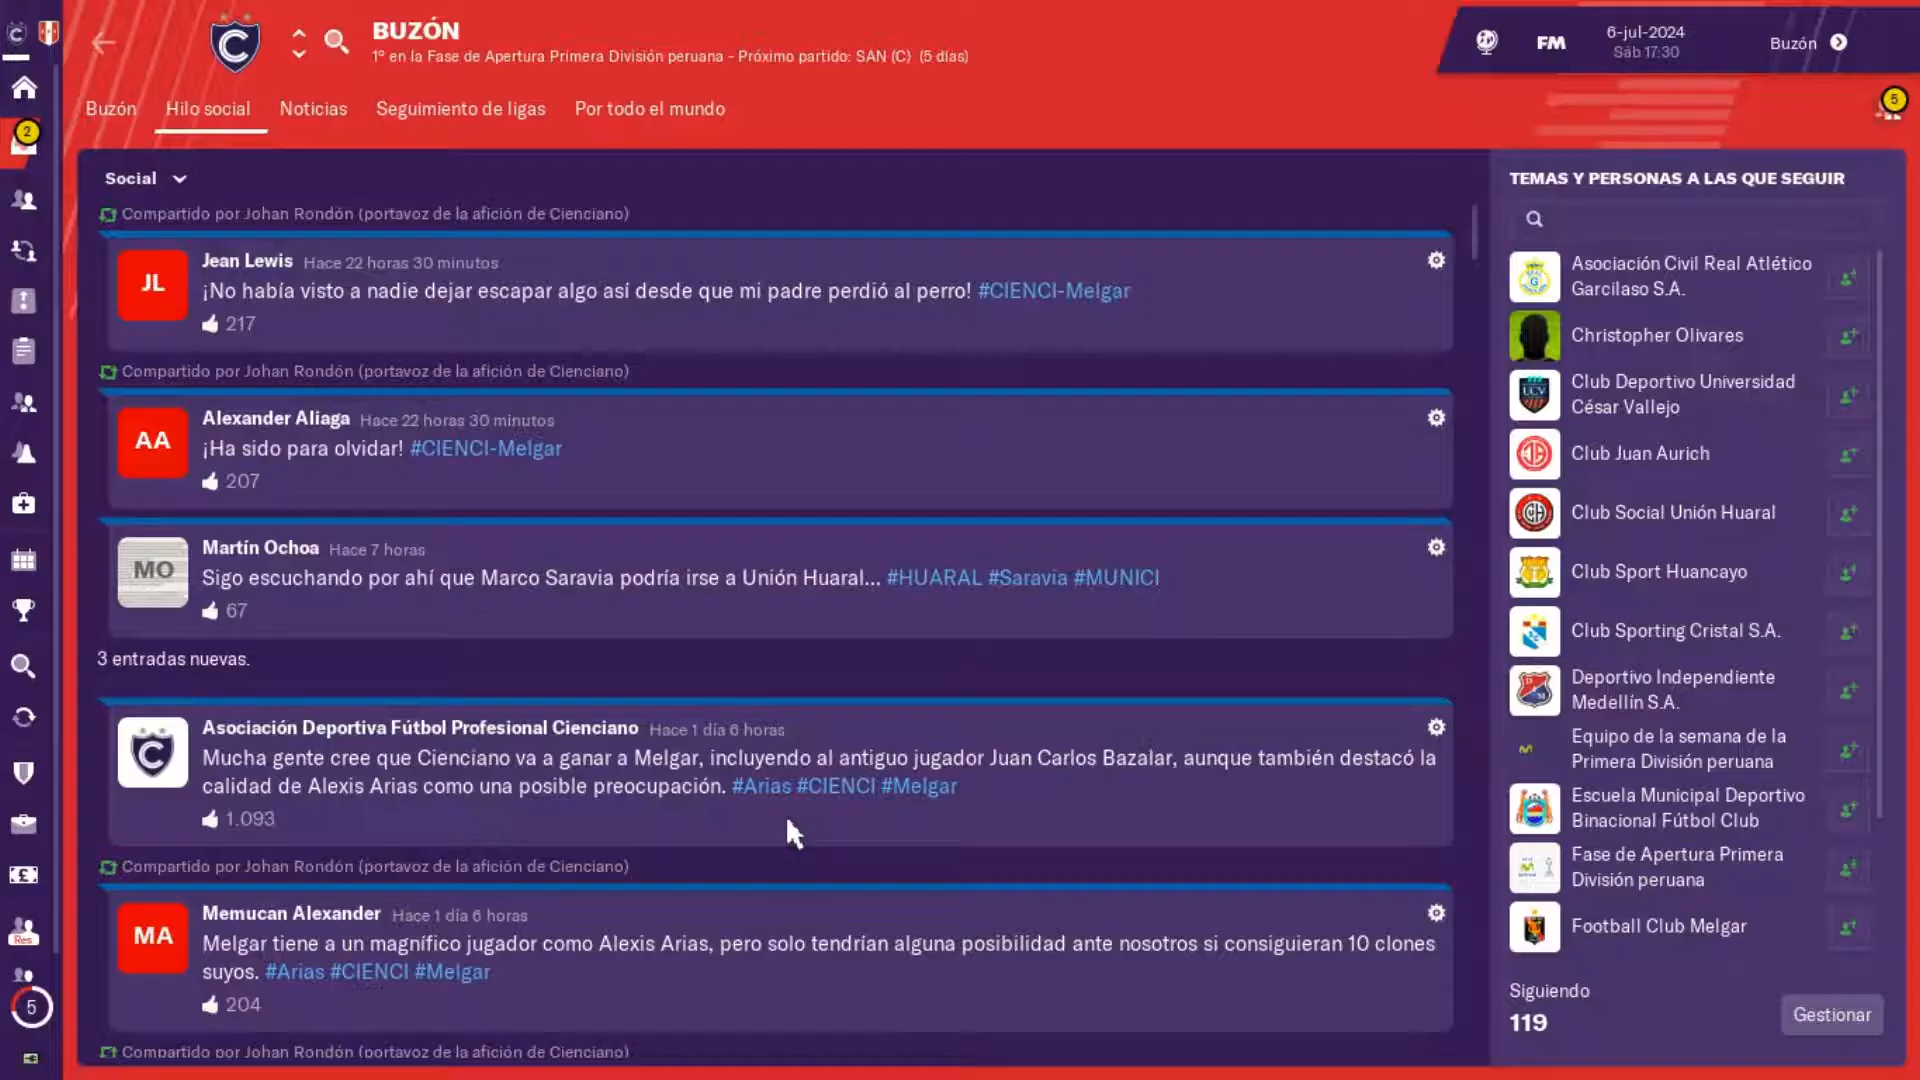 BUZÓN
1º en la Fase de Apertura Primera División peruana - Próximo partido: SAN (C) (5 días)
FM
6-jul-2024
Sáb 17:30
Buzón
Buzón
Hilo social
Noticias
Seguimiento de ligas
Por todo el mundo
5
2
Social
Compartido por Johan Rondón (portavoz de la afición de Cienciano)
JL
Jean Lewis Hace 22 horas 30 minutos
¡No había visto a nadie dejar escapar algo así desde que mi padre perdió al perro! #CIENCI-Melgar
217
Compartido por Johan Rondón (portavoz de la afición de Cienciano)
AA
Alexander Aliaga Hace 22 horas 30 minutos
¡Ha sido para olvidar! #CIENCI-Melgar
207
MO
Martín Ochoa Hace 7 horas
Sigo escuchando por ahí que Marco Saravia podría irse a Unión Huaral... #HUARAL #Saravia #MUNICI
67
3 entradas nuevas.
Asociación Deportiva Fútbol Profesional Cienciano Hace 1 día 6 horas
Mucha gente cree que Cienciano va a ganar a Melgar, incluyendo al antiguo jugador Juan Carlos Bazalar, aunque también destacó la
calidad de Alexis Arias como una posible preocupación. #Arias #CIENCI #Melgar
1.093
Compartido por Johan Rondón (portavoz de la afición de Cienciano)
MA
Memucan Alexander Hace 1 día 6 horas
Melgar tiene a un magnífico jugador como Alexis Arias, pero solo tendrían alguna posibilidad ante nosotros si consiguieran 10 clones
suyos. #Arias #CIENCI #Melgar
204
Compartido por Johan Rondón (portavoz de la afición de Cienciano)
TEMAS Y PERSONAS A LAS QUE SEGUIR
Asociación Civil Real Atlético
Garcilaso S.A.
Christopher Olivares
Club Deportivo Universidad
César Vallejo
Club Juan Aurich
Club Social Unión Huaral
Club Sport Huancayo
Club Sporting Cristal S.A.
Deportivo Independiente
Medellín S.A.
Equipo de la semana de la
Primera División peruana
Escuela Municipal Deportivo
Binacional Fútbol Club
Fase de Apertura Primera
División peruana
Football Club Melgar
Siguiendo
119
Gestionar
Res
5